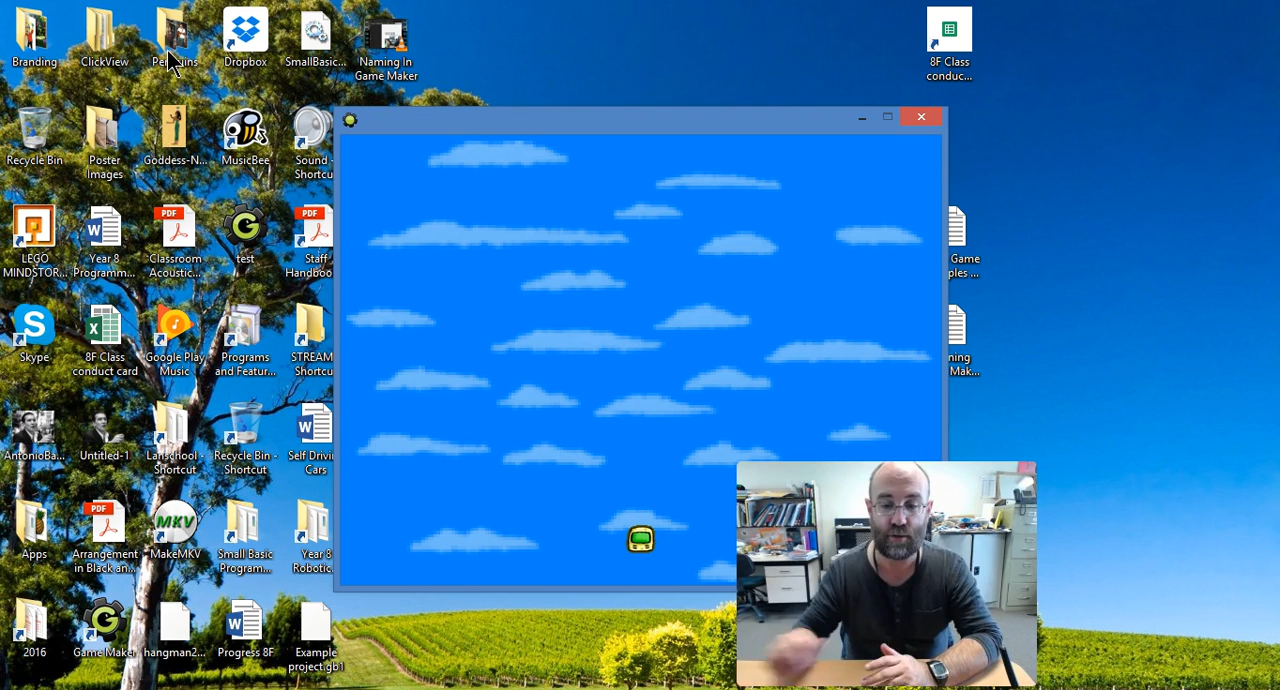 Branding
ClickView
Penguins
Dropbox
SmallBasic...
Naming In
Game Maker
8F Class
conduc...
Recycle Bin
Poster
Images
Goddess-N...
MusicBee
Sound -
Shortcu
LEGO
MINDSTOR...
Year 8
Programm...
PDF
Classroom
Acoustic...
test
PDF
Staff
Handboo
Game
ples ...
Skype
8F Class
conduct card
Google Play
Music
Programs
and Featur...
STREAM
Shortcu
ning
Mak...
AntonioBa...
Untitled-1
Lanschool -
Shortcut
Recycle Bin -
Shortcut
Self Drivin
Cars
Apps
PDF
Arrangement
in Black an...
MKV
MakeMKV
Small Basic
Program...
Year 8
Robotic.
2016
Game Maker
hangman2...
Progress 8F
Example
project.gb1